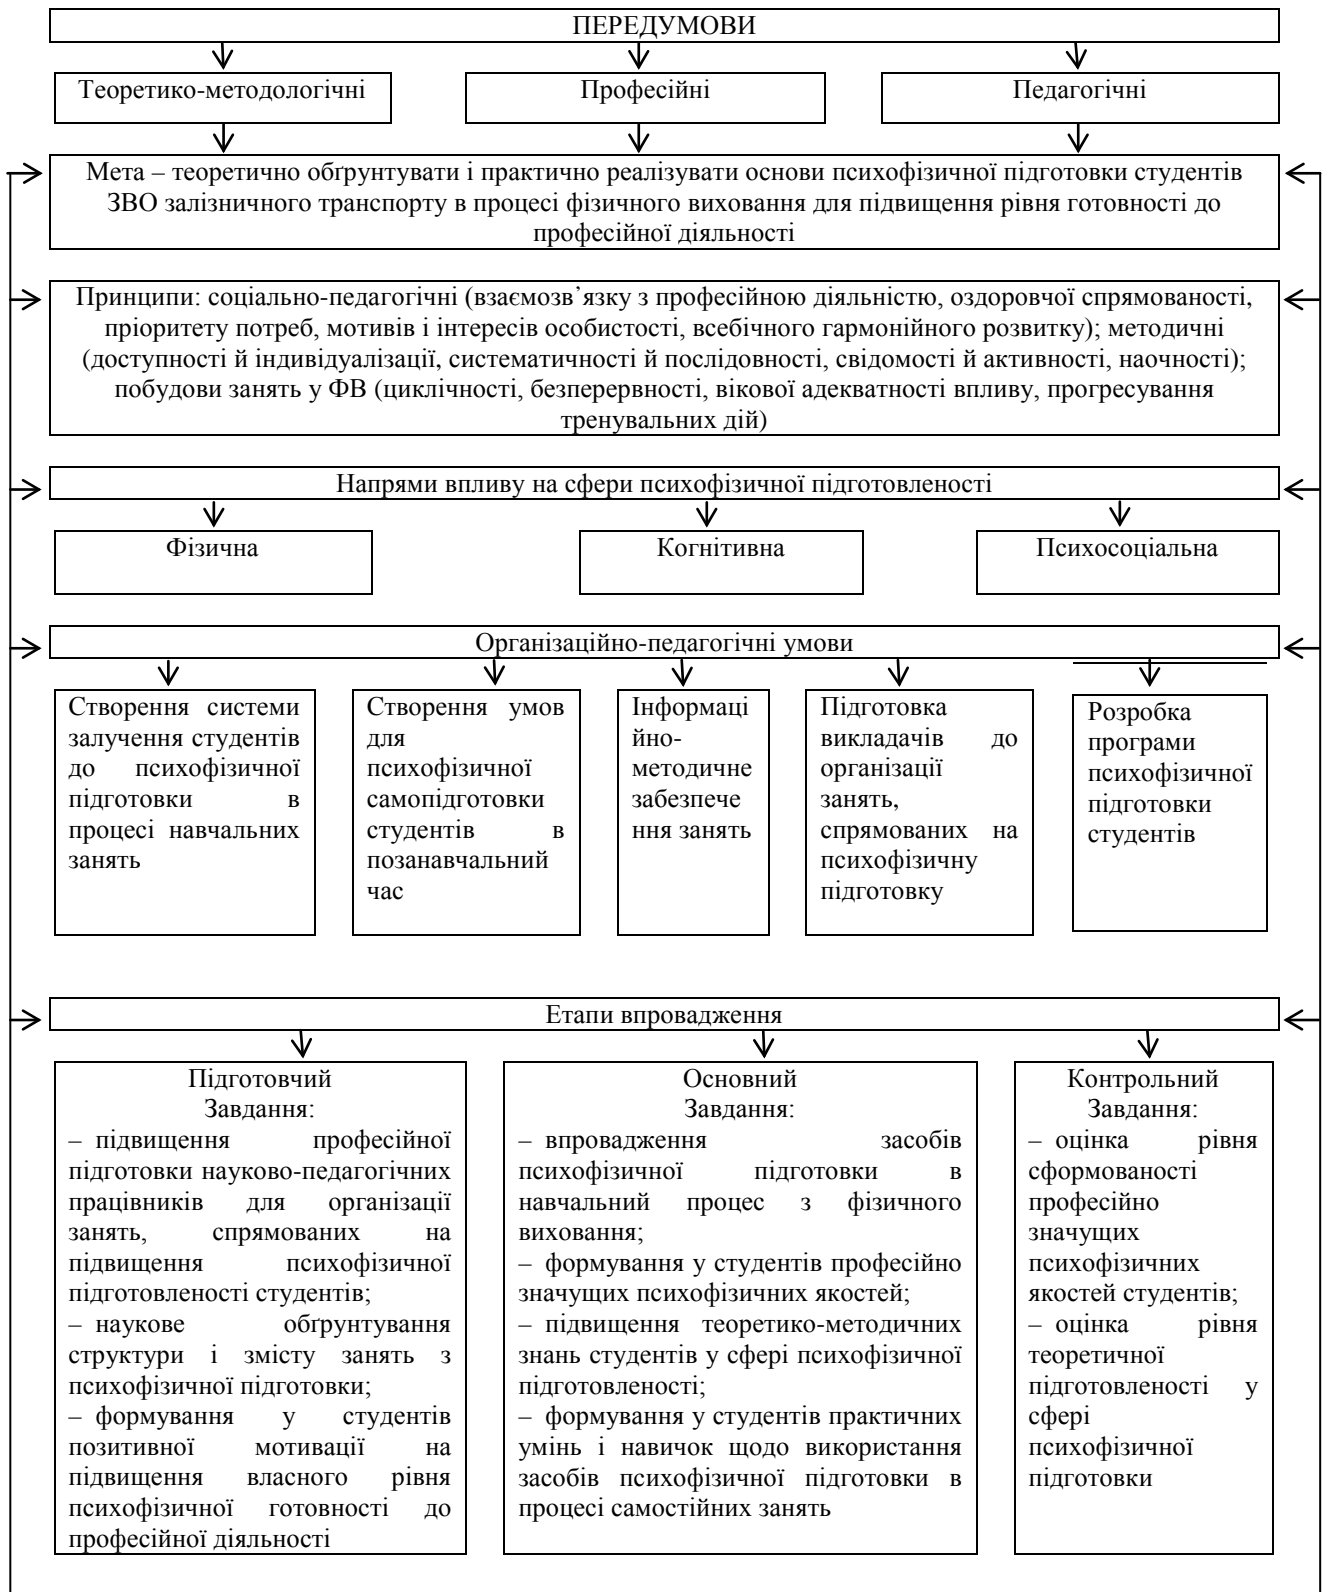 ПЕРЕДУМОВИ
Теоретико-методологічні
Професійні
Педагогічні
Мета – теоретично обґрунтувати і практично реалізувати основи психофізичної підготовки студентів
ЗВО залізничного транспорту в процесі фізичного виховання для підвищення рівня готовності до
професійної діяльності
Принципи: соціально-педагогічні (взаємозв’язку з професійною діяльністю, оздоровчої спрямованості,
пріоритету потреб, мотивів і інтересів особистості, всебічного гармонійного розвитку); методичні
(доступності й індивідуалізації, систематичності й послідовності, свідомості й активності, наочності);
побудови занять у ФВ (циклічності, безперервності, вікової адекватності впливу, прогресування
тренувальних дій)
Напрями впливу на сфери психофізичної підготовленості
Фізична
Когнітивна
Психосоціальна
Організаційно-педагогічні умови
Створення системи
залучення студентів
до психофізичної
підготовки в
процесі навчальних
занять
Створення умов
для
психофізичної
самопідготовки
студентів в
позанавчальний
час
Інформаці
йно-
методичне
забезпече
ння занять
Підготовка
викладачів до
організації
занять,
спрямованих на
психофізичну
підготовку
Розробка
програми
психофізичної
підготовки
студентів
Етапи впровадження
Підготовчий
Завдання:
– підвищення професійної
підготовки науково-педагогічних
працівників для організації
занять, спрямованих на
підвищення психофізичної
підготовленості студентів;
– наукове обґрунтування
структури і змісту занять з
психофізичної підготовки;
– формування у студентів
позитивної мотивації на
підвищення власного рівня
психофізичної готовності до
професійної діяльності
Основний
Завдання:
– впровадження засобів
психофізичної підготовки в
навчальний процес з фізичного
виховання;
– формування у студентів професійно
значущих психофізичних якостей;
– підвищення теоретико-методичних
знань студентів у сфері психофізичної
підготовленості;
– формування у студентів практичних
умінь і навичок щодо використання
засобів психофізичної підготовки в
процесі самостійних занять
Контрольний
Завдання:
– оцінка рівня
сформованості
професійно
значущих
психофізичних
якостей студентів;
– оцінка рівня
теоретичної
підготовленості у
сфері
психофізичної
підготовки